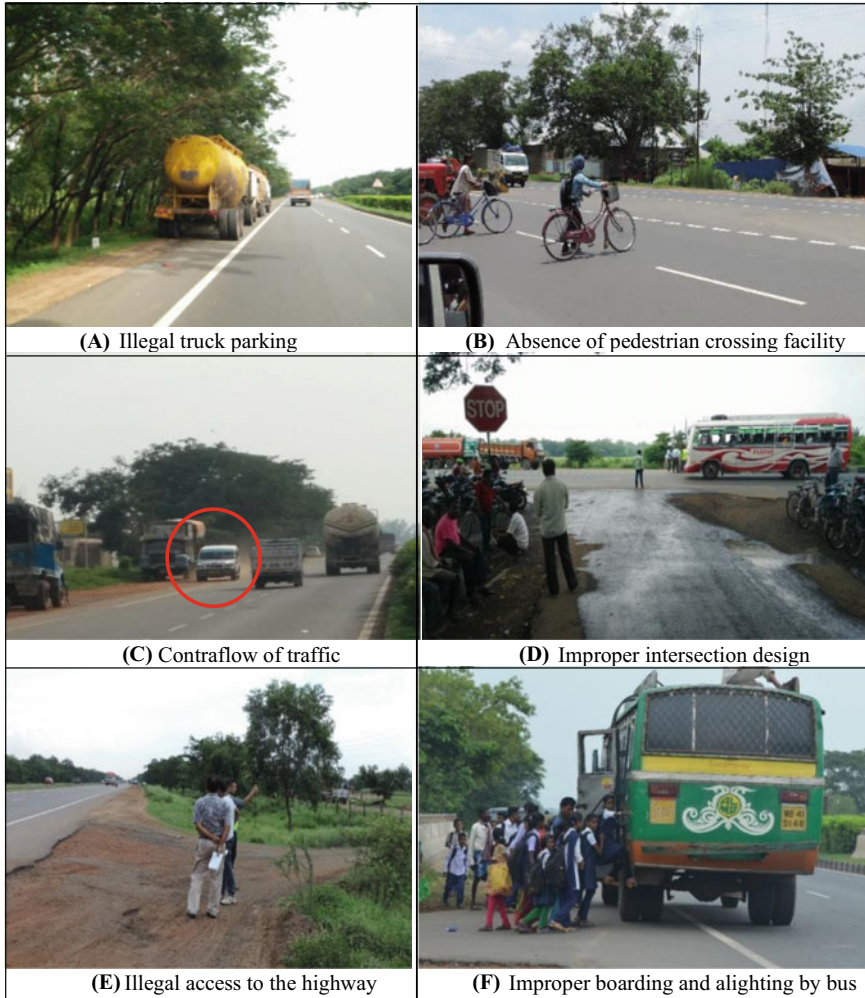 (A) Illegal truck parking
(B) Absence of pedestrian crossing facility
STOP
(C) Contraflow of traffic
(D) Improper intersection design
(E) Illegal access to the highway
(F) Improper boarding and alighting by bus